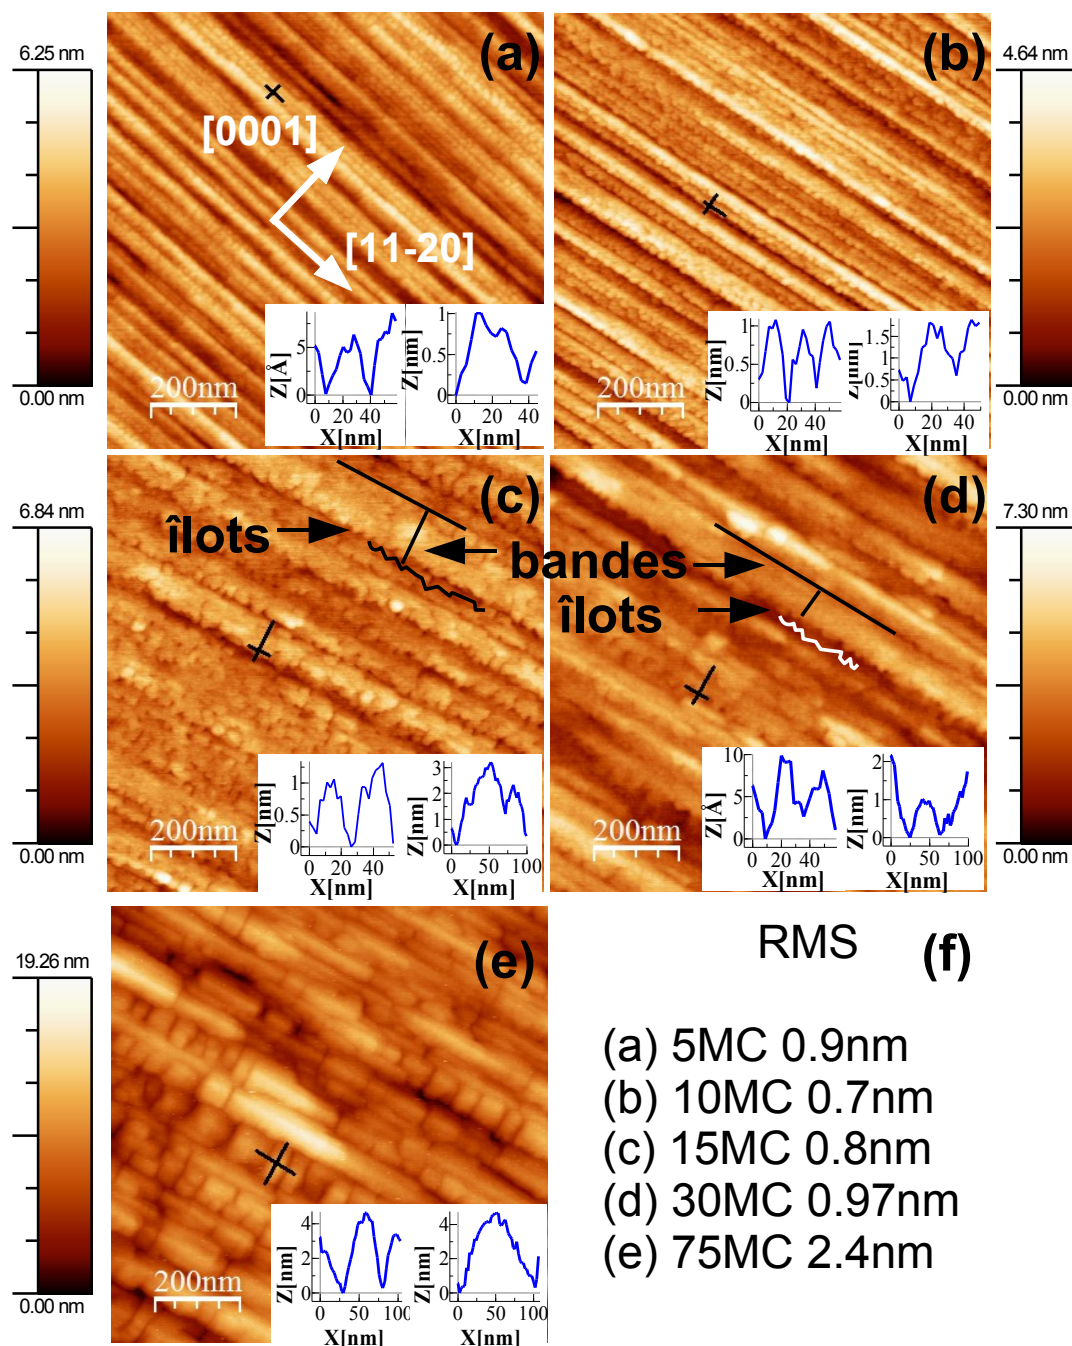 6.25 nm
0.00 nm
(a)
[0001]
[11-20]
200nm
Z[Å]
5
0
0 20 40
X[nm]
Z[nm]
1
0.5
0
0 20 40
X[nm]
(b)
4.64 nm
0.00 nm
Z[nm]
1
0.5
0
0 20 40
X[nm]
Z[nm]
1.5
1
0.5
0
0 20 40
X[nm]
6.84 nm
0.00 nm
(c)
îlots
bandes
200nm
Z[nm]
1
0
0 20 40
X[nm]
Z[nm]
3
2
1
0
0 50 100
X[nm]
(d)
îlots
7.30 nm
0.00 nm
Z[Å]
10
5
0
0 20 40
X[nm]
Z[nm]
2
1
0
0 50 100
X[nm]
200nm
19.26 nm
0.00 nm
(e)
200nm
Z[nm]
4
2
0
0 50 100
X[nm]
Z[nm]
4
2
0
0 50 100
X[nm]
RMS
(f)
(a) 5MC 0.9nm
(b) 10MC 0.7nm
(c) 15MC 0.8nm
(d) 30MC 0.97nm
(e) 75MC 2.4nm